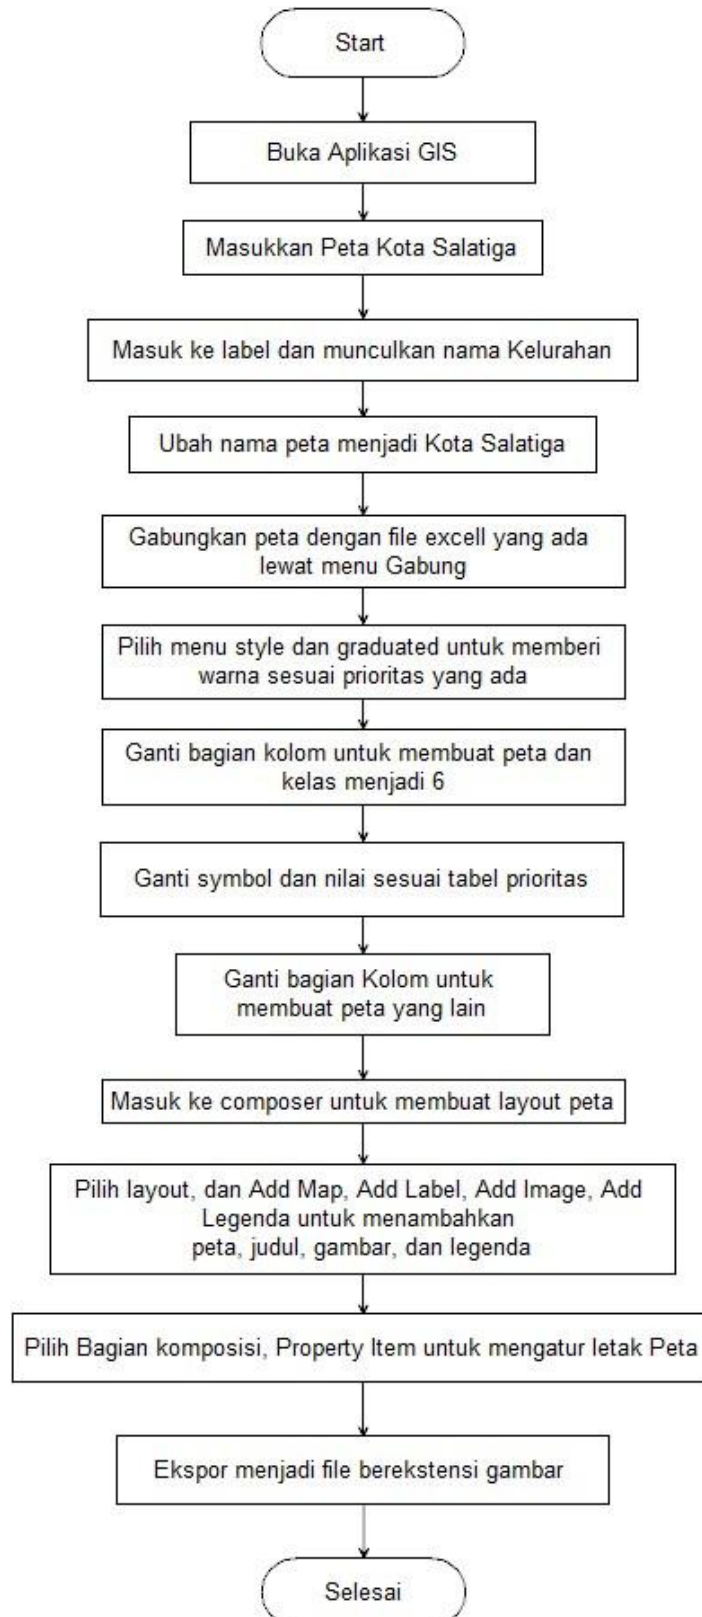 Start
Buka Aplikasi GIS
Masukkan Peta Kota Salatiga
Masuk ke label dan munculkan nama Kelurahan
Ubah nama peta menjadi Kota Salatiga
Gabungkan peta dengan file excell yang ada
lewat menu Gabung
Pilih menu style dan graduated untuk memberi
warna sesuai prioritas yang ada
Ganti bagian kolom untuk membuat peta dan
kelas menjadi 6
Ganti symbol dan nilai sesuai tabel prioritas
Ganti bagian Kolom untuk
membuat peta yang lain
Masuk ke composer untuk membuat layout peta
Pilih layout, dan Add Map, Add Label, Add Image, Add
Legenda untuk menambahkan
peta, judul, gambar, dan legenda
Pilih Bagian komposisi, Property Item untuk mengatur letak Peta
Ekspor menjadi file berekstensi gambar
Selesai